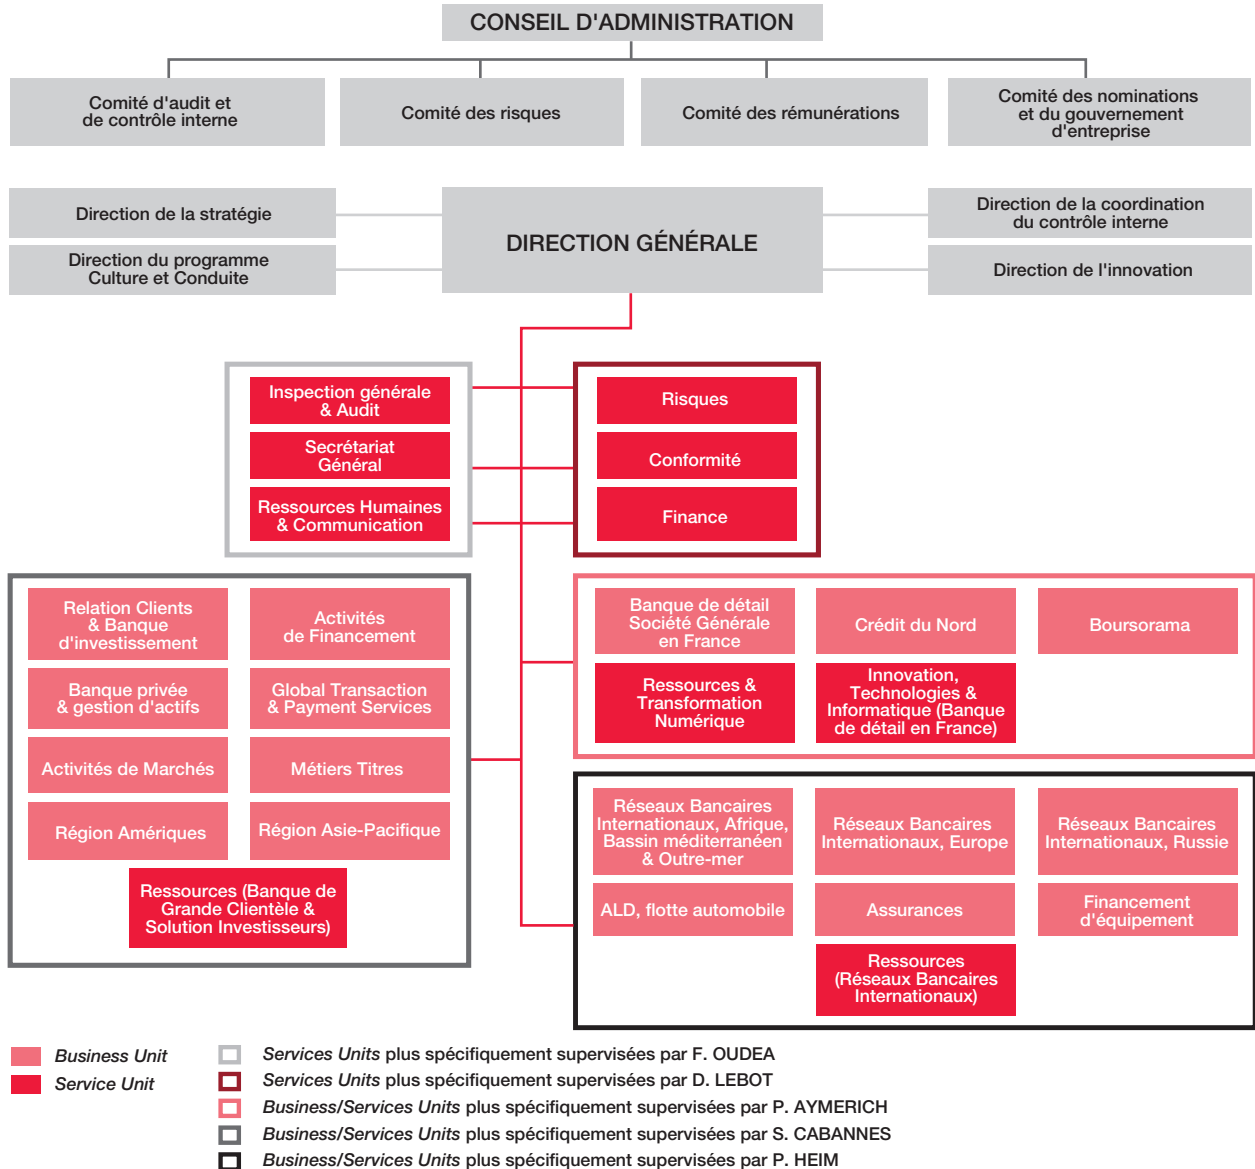 CONSEIL D'ADMINISTRATION
Comité d'audit et
de contrôle interne
Comité des risques
Comité des rémunérations
Comité des nominations
et du gouvernement
d'entreprise
Direction de la stratégie
Direction du programme
Culture et Conduite
DIRECTION GÉNÉRALE
Direction de la coordination
du contrôle interne
Direction de l'innovation
Inspection générale
& Audit
Secrétariat
Général
Ressources Humaines
& Communication
Risques
Conformité
Finance
Relation Clients
& Banque
d'investissement
Activités
de Financement
Banque privée
& gestion d'actifs
Global Transaction
& Payment Services
Activités de Marchés
Métiers Titres
Région Amériques
Région Asie-Pacifique
Ressources (Banque de
Grande Clientèle &
Solution Investisseurs)
Banque de détail
Société Générale
en France
Crédit du Nord
Boursorama
Ressources &
Transformation
Numérique
Innovation,
Technologies &
Informatique (Banque
de détail en France)
Réseaux Bancaires
Internationaux, Afrique,
Bassin méditerranéen
& Outre-mer
Réseaux Bancaires
Internationaux, Europe
Réseaux Bancaires
Internationaux, Russie
ALD, flotte automobile
Assurances
Financement
d'équipement
Ressources
(Réseaux Bancaires
Internationaux)
Business Unit
Service Unit
Services Units plus spécifiquement supervisées par F. OUDEA
Services Units plus spécifiquement supervisées par D. LEBOT
Business/Services Units plus spécifiquement supervisées par P. AYMERICH
Business/Services Units plus spécifiquement supervisées par S. CABANNES
Business/Services Units plus spécifiquement supervisées par P. HEIM